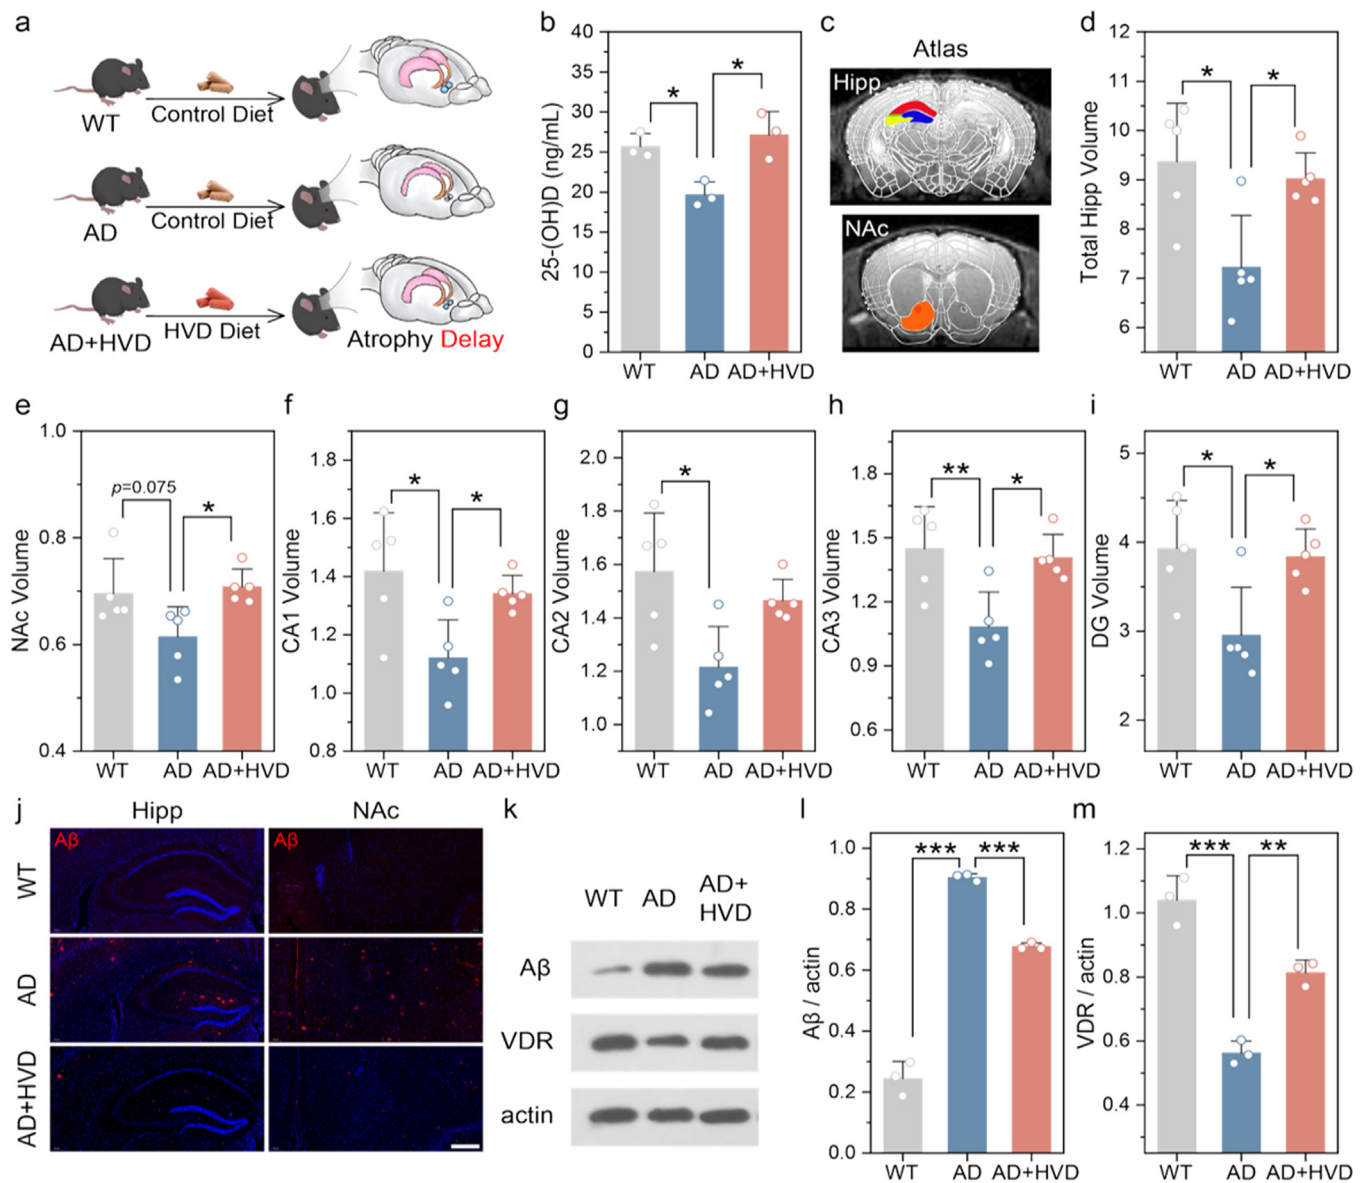 a
WT
Control Diet
AD
Control Diet
AD+HVD
HVD Diet
Atrophy Delay
b
25-(OH)D (ng/mL)
40
35
30
25
20
15
10
5
0
*
*
WT
AD
AD+HVD
c
Atlas
Hipp
NAc
d
Total Hipp Volume
12
11
10
9
8
7
6
*
*
WT
AD
AD+HVD
e
NAc Volume
1.0
0.8
0.6
0.4
p=0.075
*
WT
AD
AD+HVD
f
CA1 Volume
1.8
1.6
1.4
1.2
1.0
0.8
*
*
WT
AD
AD+HVD
g
CA2 Volume
2.0
1.8
1.6
1.4
1.2
1.0
*
WT
AD
AD+HVD
h
CA3 Volume
1.8
1.5
1.2
0.9
0.6
**
*
WT
AD
AD+HVD
i
DG Volume
5
4
3
2
*
*
WT
AD
AD+HVD
j
Hipp
NAc
WT
Aβ
Aβ
AD
AD+HVD
k
WT
AD
AD+
HVD
Aβ
VDR
actin
l
Aβ / actin
1.0
0.8
0.6
0.4
0.2
0.0
***
***
WT
AD
AD+HVD
m
VDR / actin
1.2
1.0
0.8
0.6
0.4
***
**
WT
AD
AD+HVD